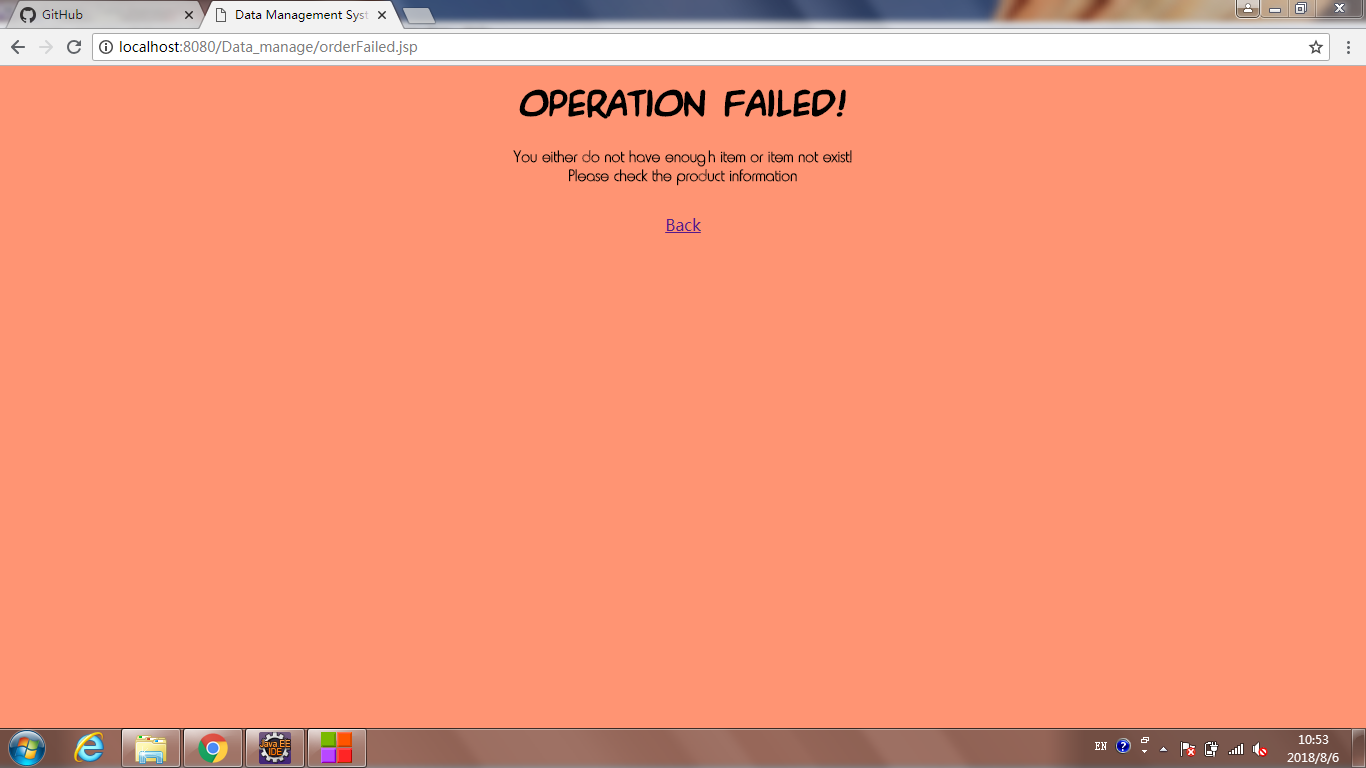 GitHub
Data Management Syst
localhost:8080/Data_manage/orderFailed.jsp
OPERATION FAILED!
You either do not have enough item or item not exist!
Please check the product information
Back
Java EE
IDE
EN
10:53
2018/8/6